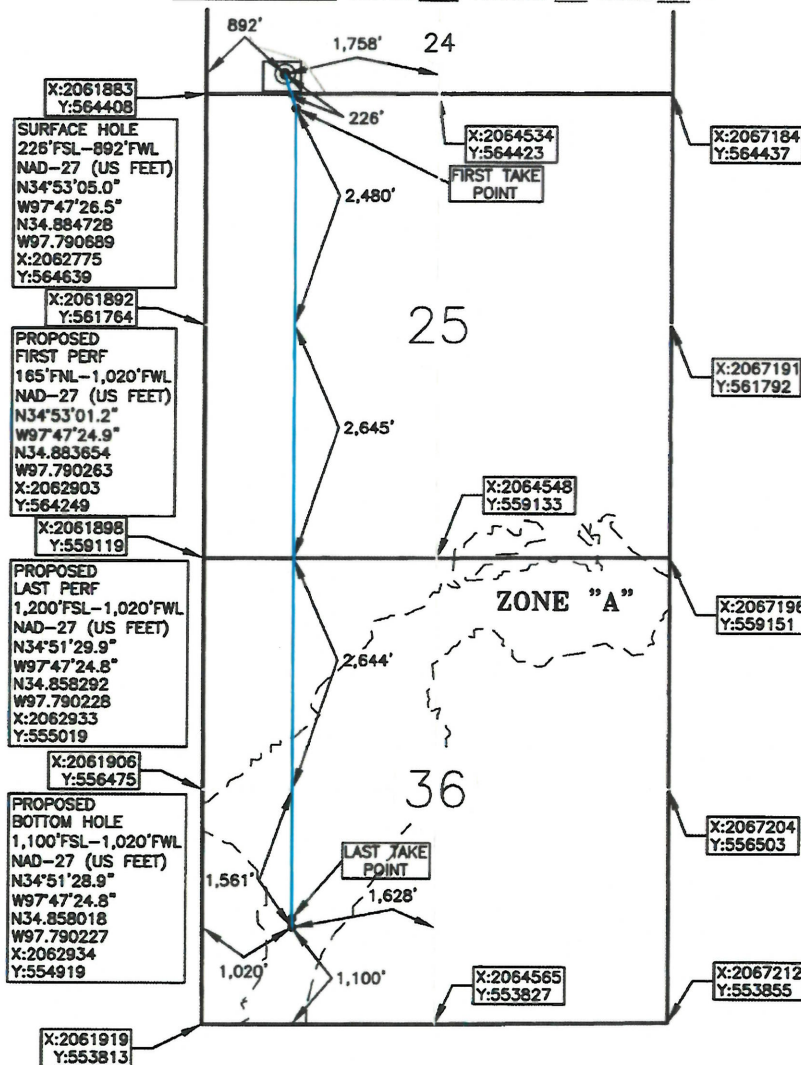 892'
1,758'
24
X:2061883
Y:564408
226'
X:2064534
Y:564423
X:2067184
Y:564437
SURFACE HOLE
226'FSL-892'FWL
NAD-27 (US FEET)
N34°53'05.0"
W97°47'26.5"
N34.884728
W97.790689
X:2062775
Y:564639
FIRST TAKE
POINT
2,480'
X:2061892
Y:561764
25
X:2067191
Y:561792
PROPOSED
FIRST PERF
165'FNL-1,020'FWL
NAD-27 (US FEET)
N34°53'01.2"
W97°47'24.9"
N34.883654
W97.790263
X:2062903
Y:564249
2,645'
X:2061898
Y:559119
X:2064548
Y:559133
PROPOSED
LAST PERF
1,200'FSL-1,020'FWL
NAD-27 (US FEET)
N34°51'29.9"
W97°47'24.8"
N34.858292
W97.790228
X:2062933
Y:555019
ZONE "A"
X:2067196
Y:559151
2,644'
X:2061906
Y:556475
36
X:2067204
Y:556503
PROPOSED
BOTTOM HOLE
1,100'FSL-1,020'FWL
NAD-27 (US FEET)
N34°51'28.9"
W97°47'24.8"
N34.858018
W97.790227
X:2062934
Y:554919
LAST TAKE
POINT
1,561'
1,628'
1,020'
1,100'
X:2064565
Y:553827
X:2067212
Y:553855
X:2061919
Y:553813